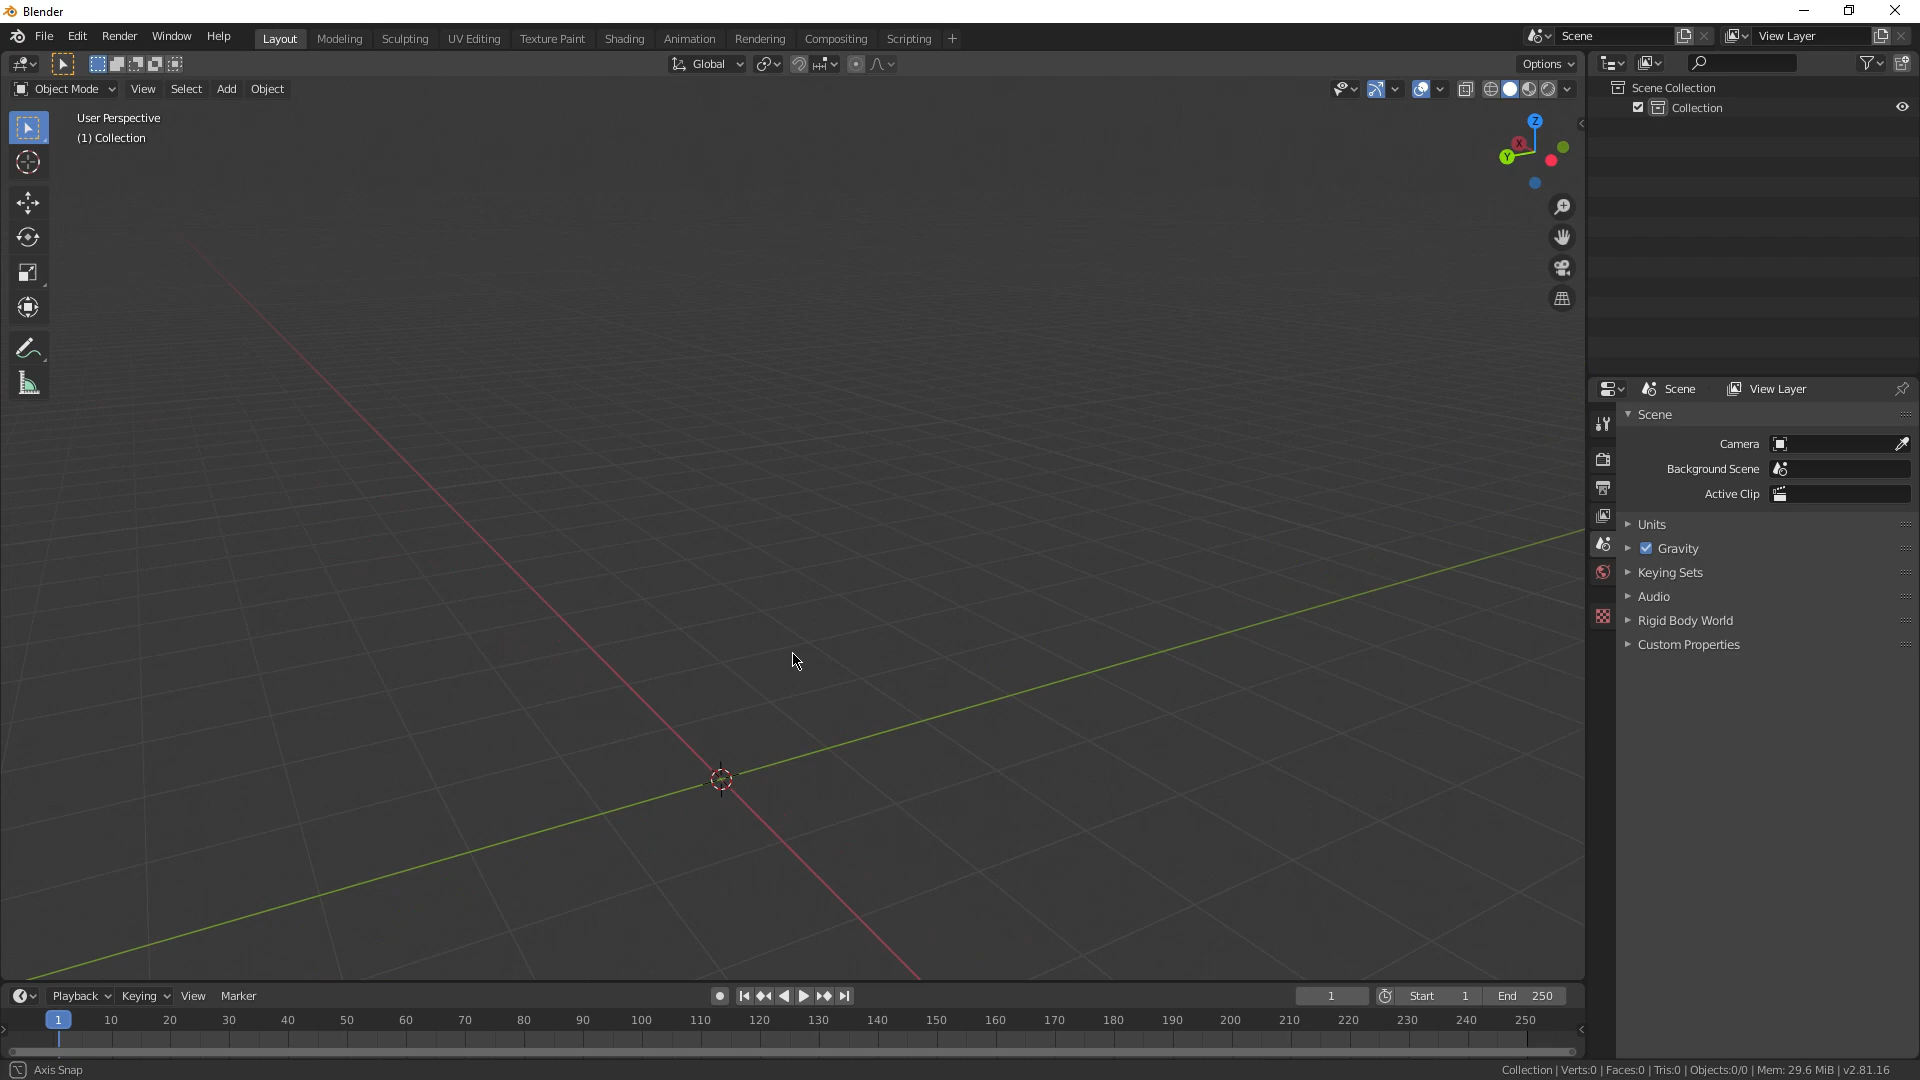 Blender
File Edit Render Window Help Layout Modeling Sculpting UV Editing Texture Paint Shading Animation Rendering Compositing Scripting + Scene View Layer
Global Options
Object Mode View Select Add Object
User Perspective
(1) Collection
Z
X
Y
Scene Collection
Collection
Scene View Layer
Scene
Camera
Background Scene
Active Clip
Units
Gravity
Keying Sets
Audio
Rigid Body World
Custom Properties
Playback Keying View Marker 1 Start 1 End 250
1 10 20 30 40 50 60 70 80 90 100 110 120 130 140 150 160 170 180 190 200 210 220 230 240 250
Axis Snap Collection | Verts:0 | Faces:0 | Tris:0 | Objects:0/0 | Mem: 29.6 MiB | v2.81.16